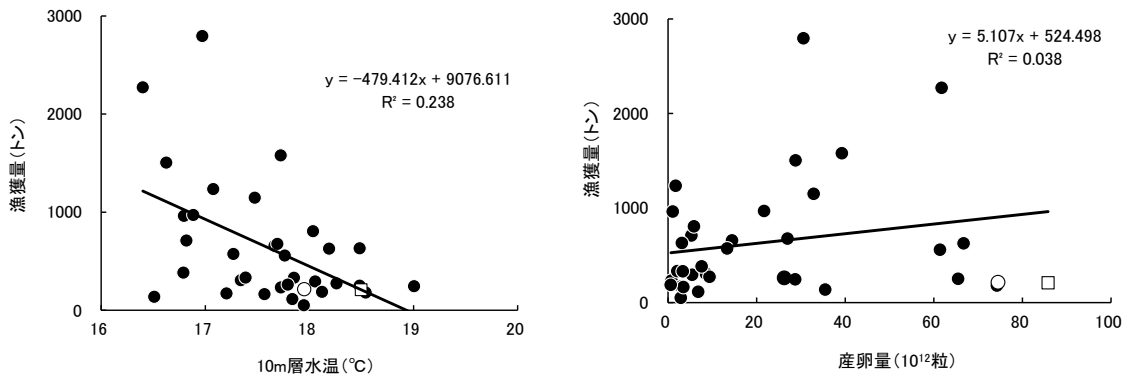 3000
2000
1000
0
漁獲量(トン)
y = −479.412x + 9076.611
R² = 0.238
16 17 18 19 20
10m層水温(℃)
3000
2000
1000
0
漁獲量(トン)
y = 5.107x + 524.498
R² = 0.038
0 20 40 60 80 100
産卵量(10¹²粒)